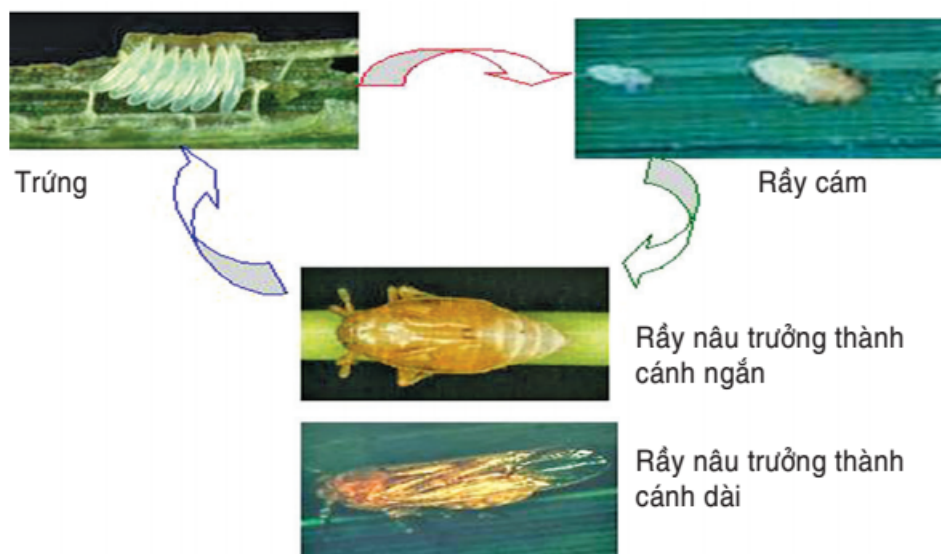 Trứng
Rầy cám
Rầy nâu trưởng thành
cánh ngắn
Rầy nâu trưởng thành
cánh dài